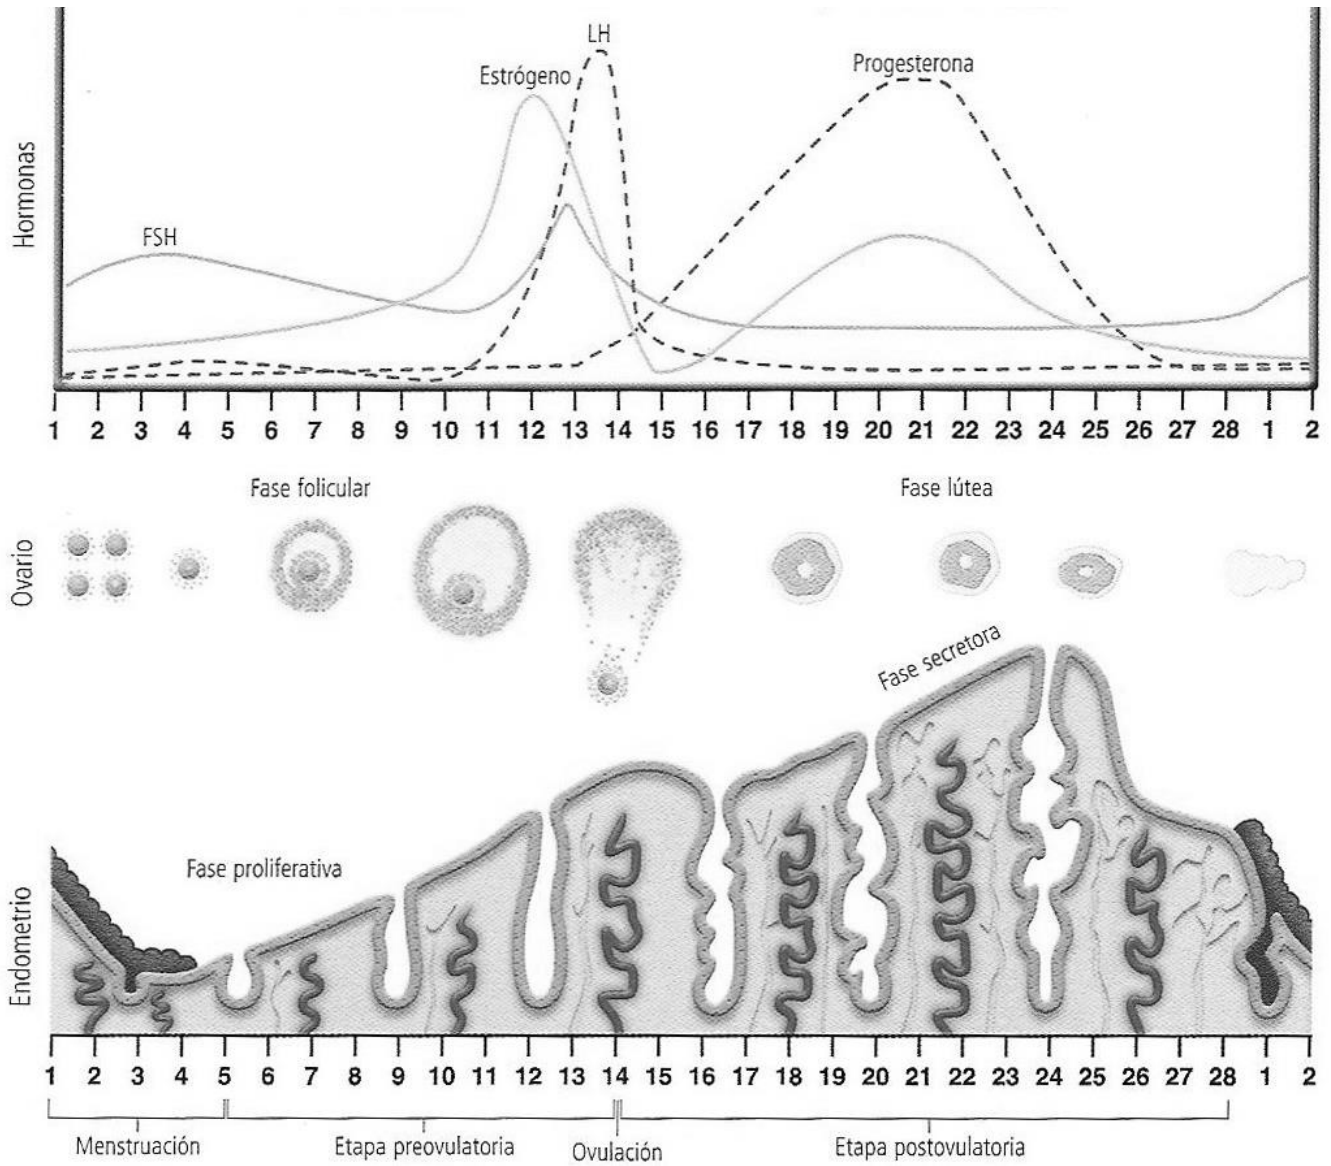 LH
Estrógeno
Progesterona
Hormonas
FSH
1 2 3 4 5 6 7 8 9 10 11 12 13 14 15 16 17 18 19 20 21 22 23 24 25 26 27 28 1 2
Fase folicular
Fase lútea
Ovario
Fase secretora
Fase proliferativa
Endometrio
1 2 3 4 5 6 7 8 9 10 11 12 13 14 15 16 17 18 19 20 21 22 23 24 25 26 27 28 1 2
Menstruación
Etapa preovulatoria
Ovulación
Etapa postovulatoria